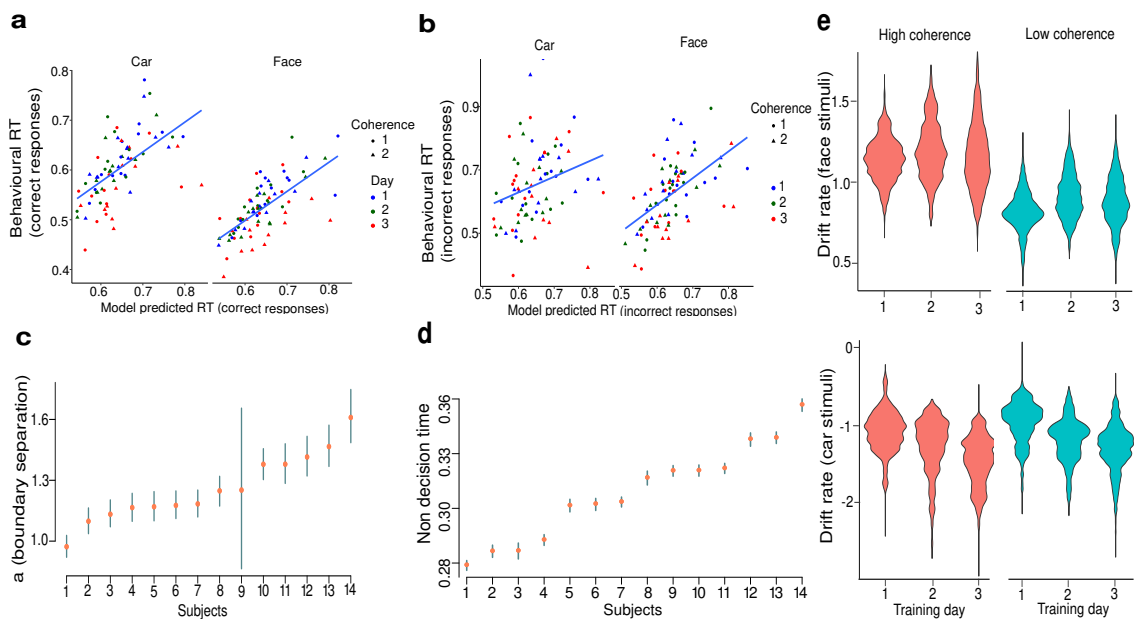 a
Car
Face
Behavioural RT
(correct responses)
0.8
0.7
0.6
0.5
0.4
0.6
0.7
0.8
0.6
0.7
0.8
Model predicted RT (correct responses)
Coherence
1
2
Day
1
2
3
b
Car
Face
Behavioural RT
(incorrect responses)
0.9
0.7
0.5
0.5
0.6
0.7
0.8
0.5
0.6
0.7
0.8
Model predicted RT (incorrect responses)
Coherence
1
2
1
2
3
c
a (boundary separation)
1.6
1.3
1.0
1 2 3 4 5 6 7 8 9 10 11 12 13 14
Subjects
d
Non decision time
0.36
0.33
0.30
0.28
1 2 3 4 5 6 7 8 9 10 11 12 13 14
Subjects
e
High coherence
Low coherence
Drift rate (face stimuli)
1.5
1.0
0.5
1 2 3
1 2 3
Drift rate (car stimuli)
0
-1
-2
1 2 3
1 2 3
Training day
Training day